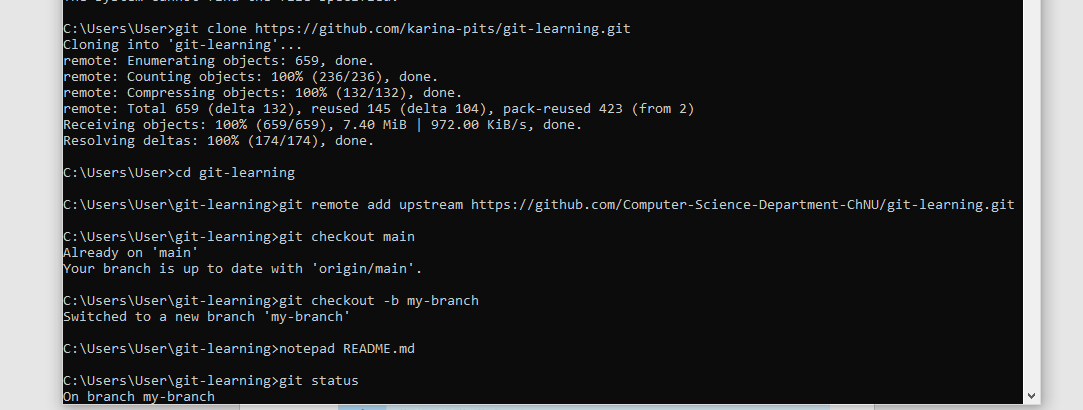 The system cannot find the file specified.
C:\Users\User>git clone https://github.com/karina-pits/git-learning.git
Cloning into 'git-learning'...
remote: Enumerating objects: 659, done.
remote: Counting objects: 100% (236/236), done.
remote: Compressing objects: 100% (132/132), done.
remote: Total 659 (delta 132), reused 145 (delta 104), pack-reused 423 (from 2)
Receiving objects: 100% (659/659), 7.40 MiB | 972.00 KiB/s, done.
Resolving deltas: 100% (174/174), done.
C:\Users\User>cd git-learning
C:\Users\User\git-learning>git remote add upstream https://github.com/Computer-Science-Department-ChNU/git-learning.git
C:\Users\User\git-learning>git checkout main
Already on 'main'
Your branch is up to date with 'origin/main'.
C:\Users\User\git-learning>git checkout -b my-branch
Switched to a new branch 'my-branch'
C:\Users\User\git-learning>notepad README.md
C:\Users\User\git-learning>git status
On branch my-branch